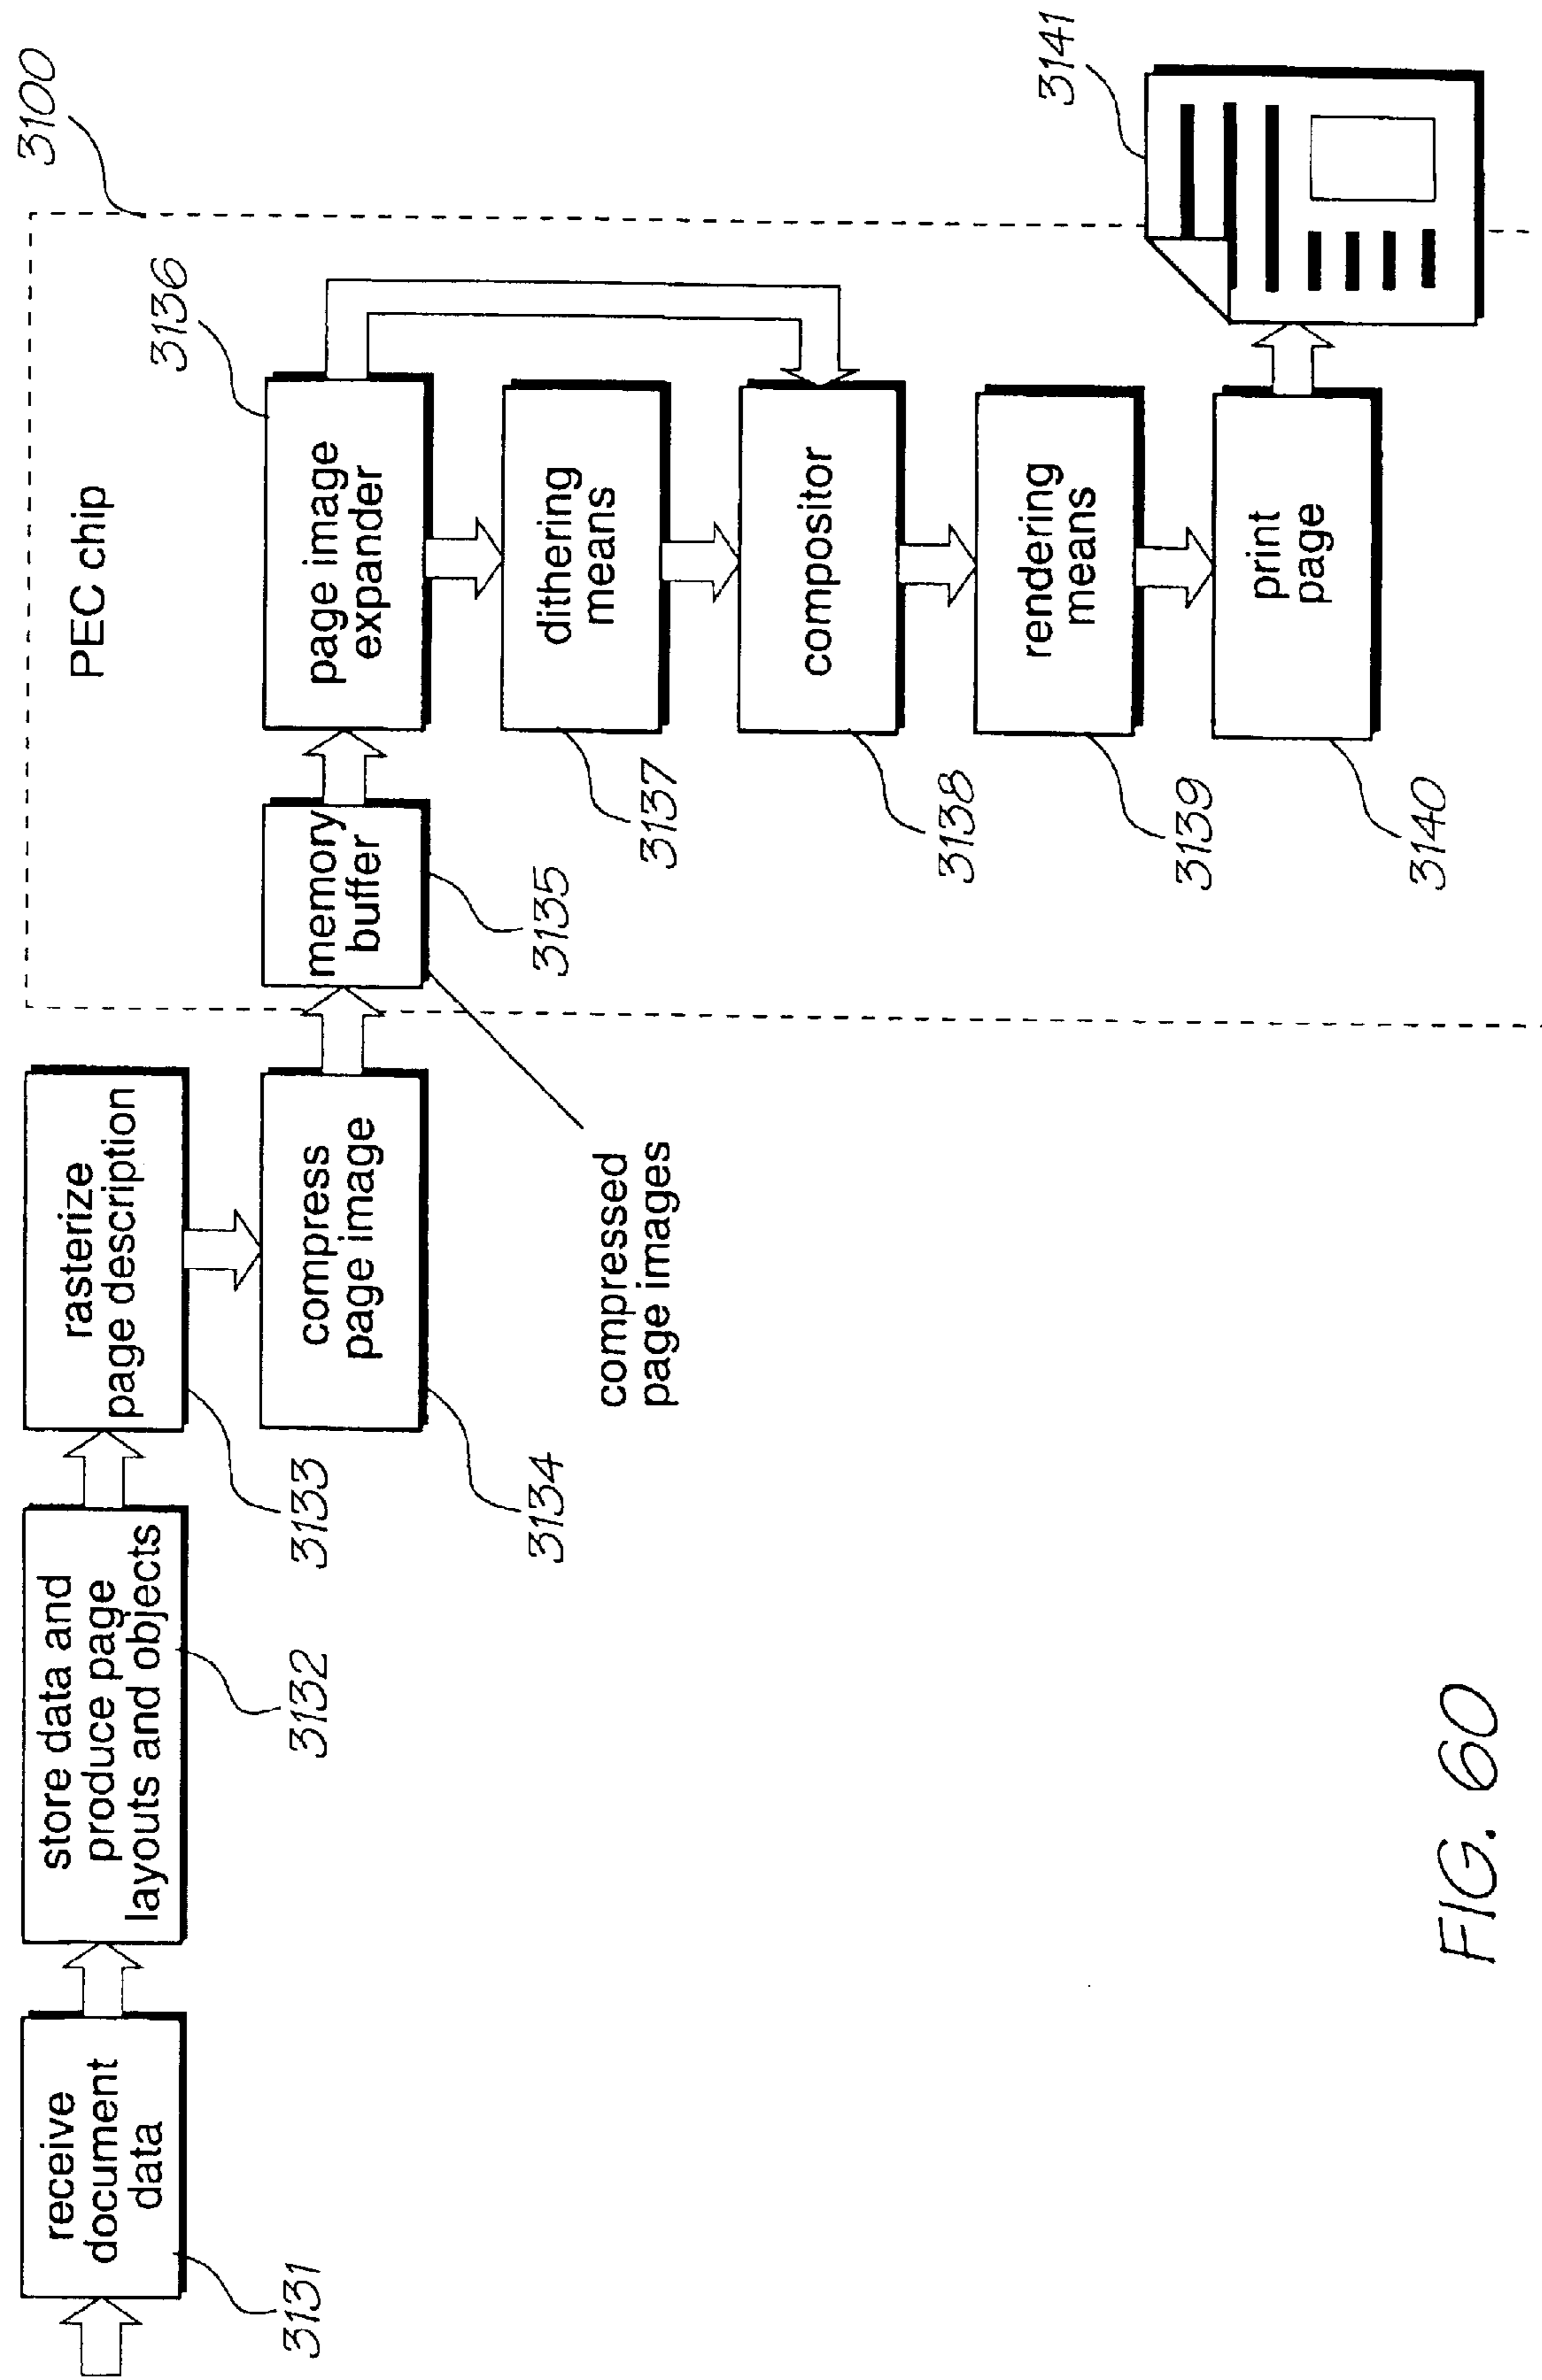 receive
document
data
3131
store data and
produce page
layouts and objects
3132
rasterize
page description
3133
compress
page image
3134
compressed
page images
PEC chip
3100
memory
buffer
3135
page image
expander
3136
dithering
means
3137
compositor
3138
rendering
means
3139
print
page
3140
3141
FIG. 60